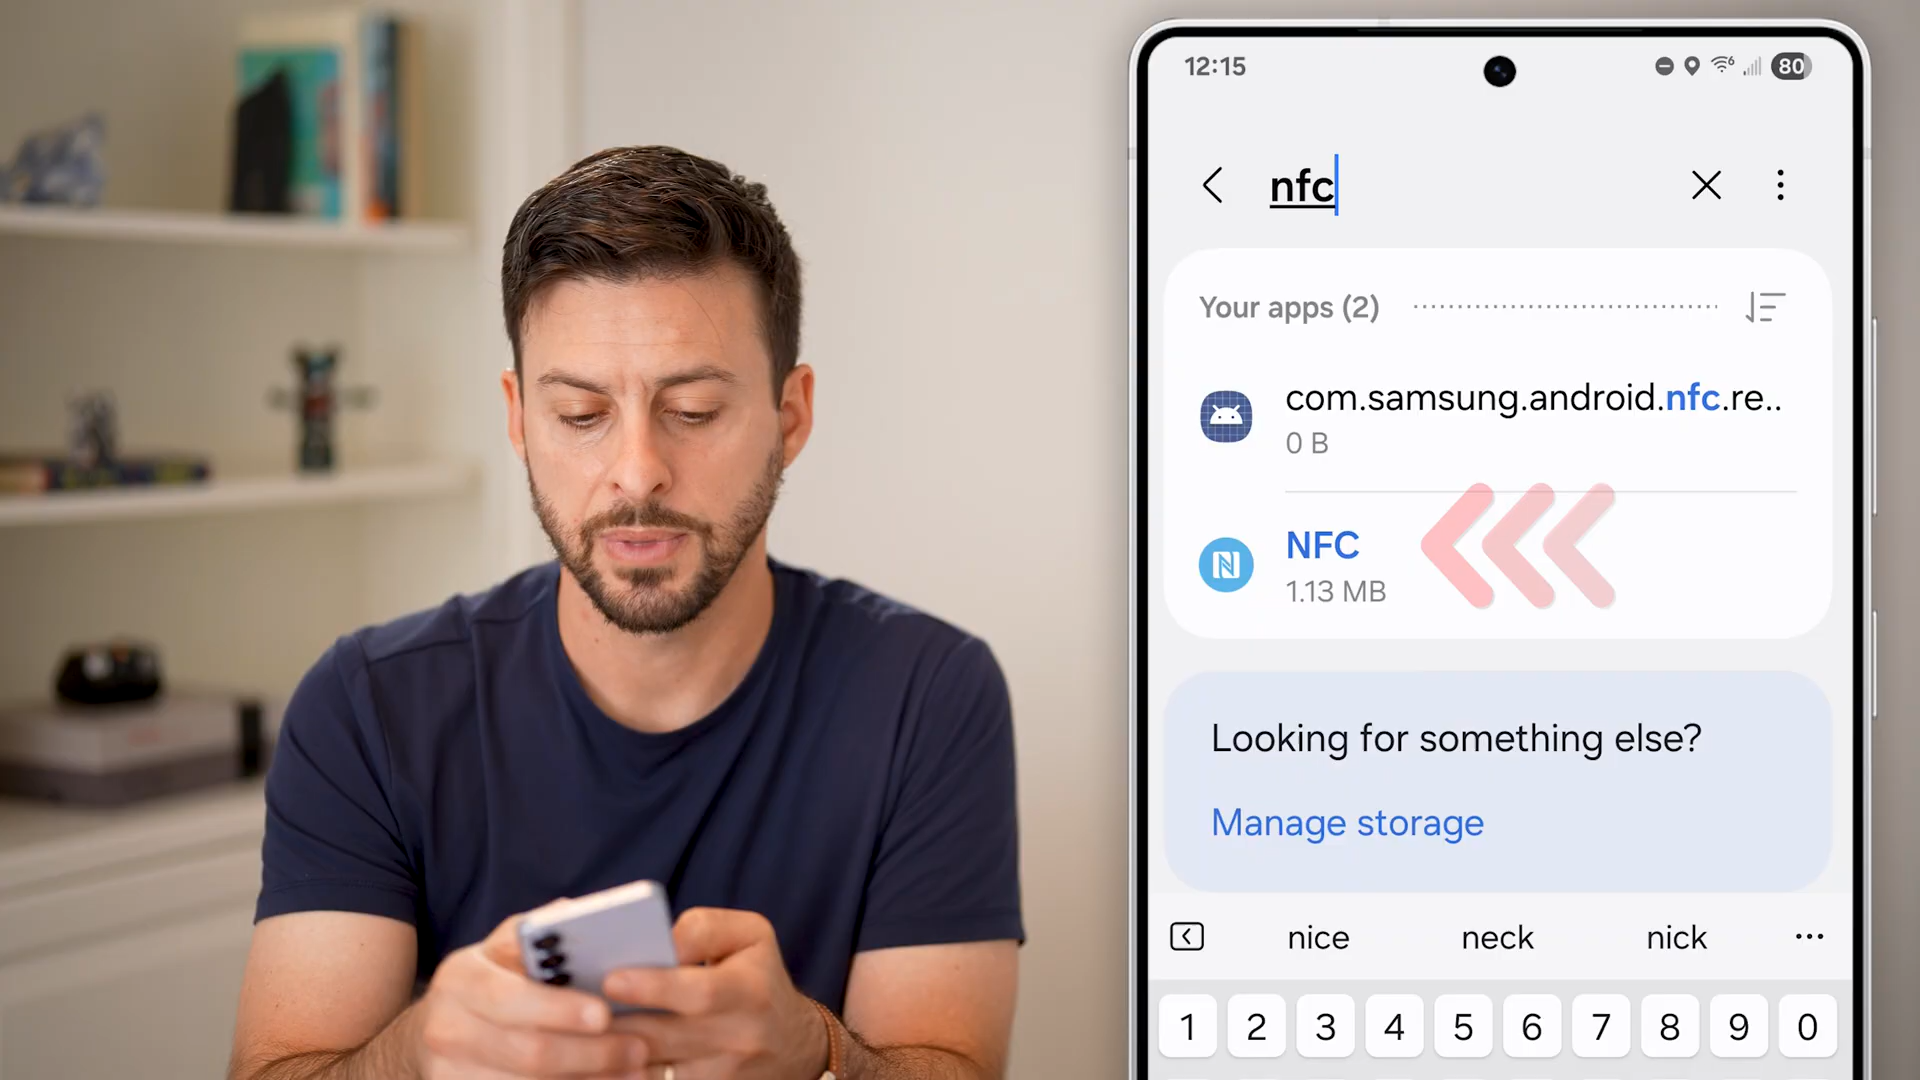 12:15
80
nfc
Your apps (2)
com.samsung.android.nfc.re..
0 B
NFC
1.13 MB
Looking for something else?
Manage storage
nice neck nick ...
1 2 3 4 5 6 7 8 9 0